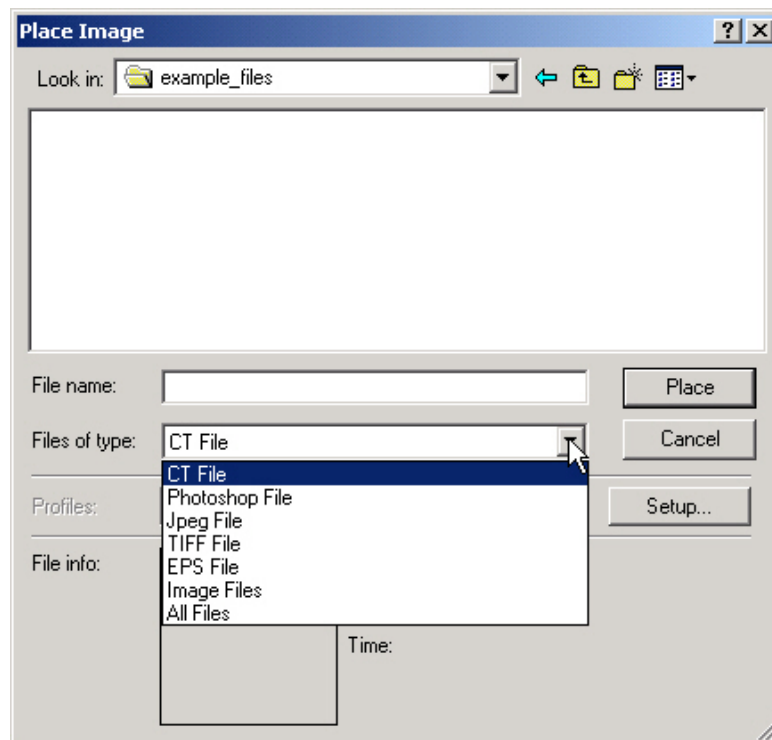 Place Image
Look in: example_files
File name: Place
Files of type: CT File Cancel
CT File
Photoshop File
Profiles: Jpeg File Setup...
TIFF File
File info: EPS File
Image Files
All Files
Time: